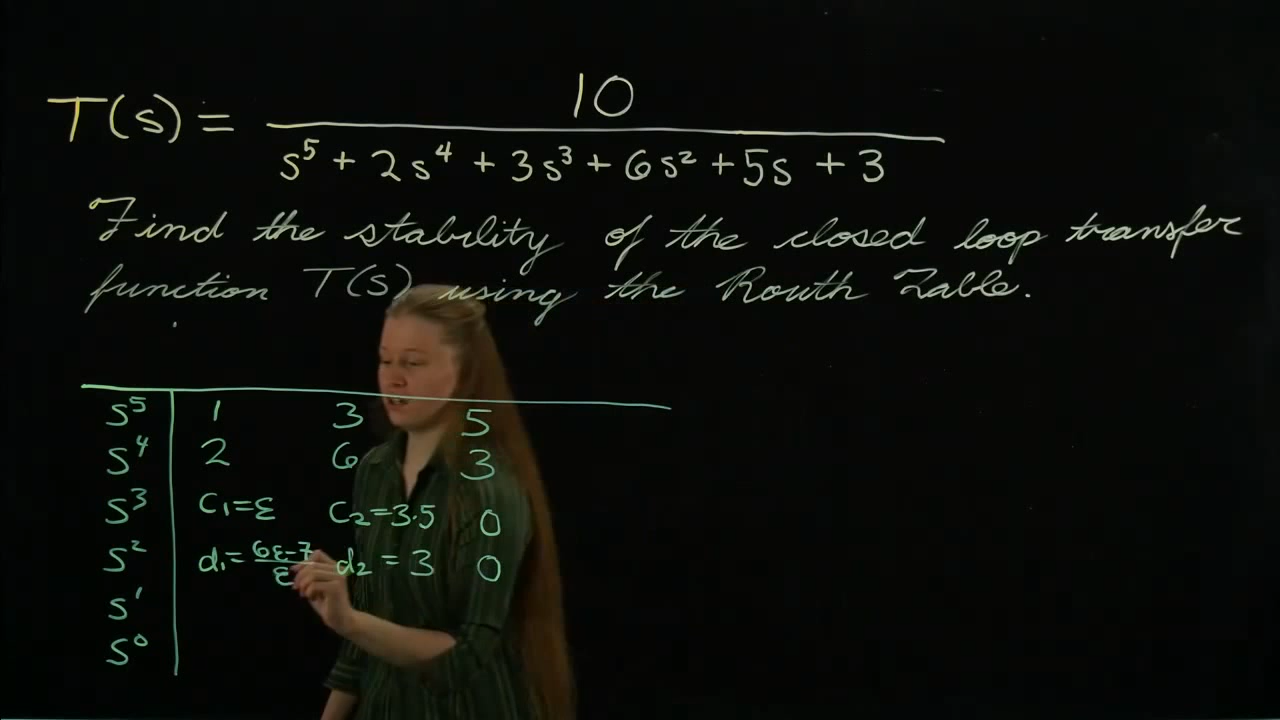 T(s) = 10
s⁵ + 2s⁴ + 3s³ + 6s² + 5s + 3
Find the stability of the closed loop transfer
function T(s) using the Routh Table.
s⁵ 1 3 5
s⁴ 2 6 3
s³ c₁=ε c₂=3.5 0
s² d₁=6ε-7/ε d₂=3 0
s¹
s⁰